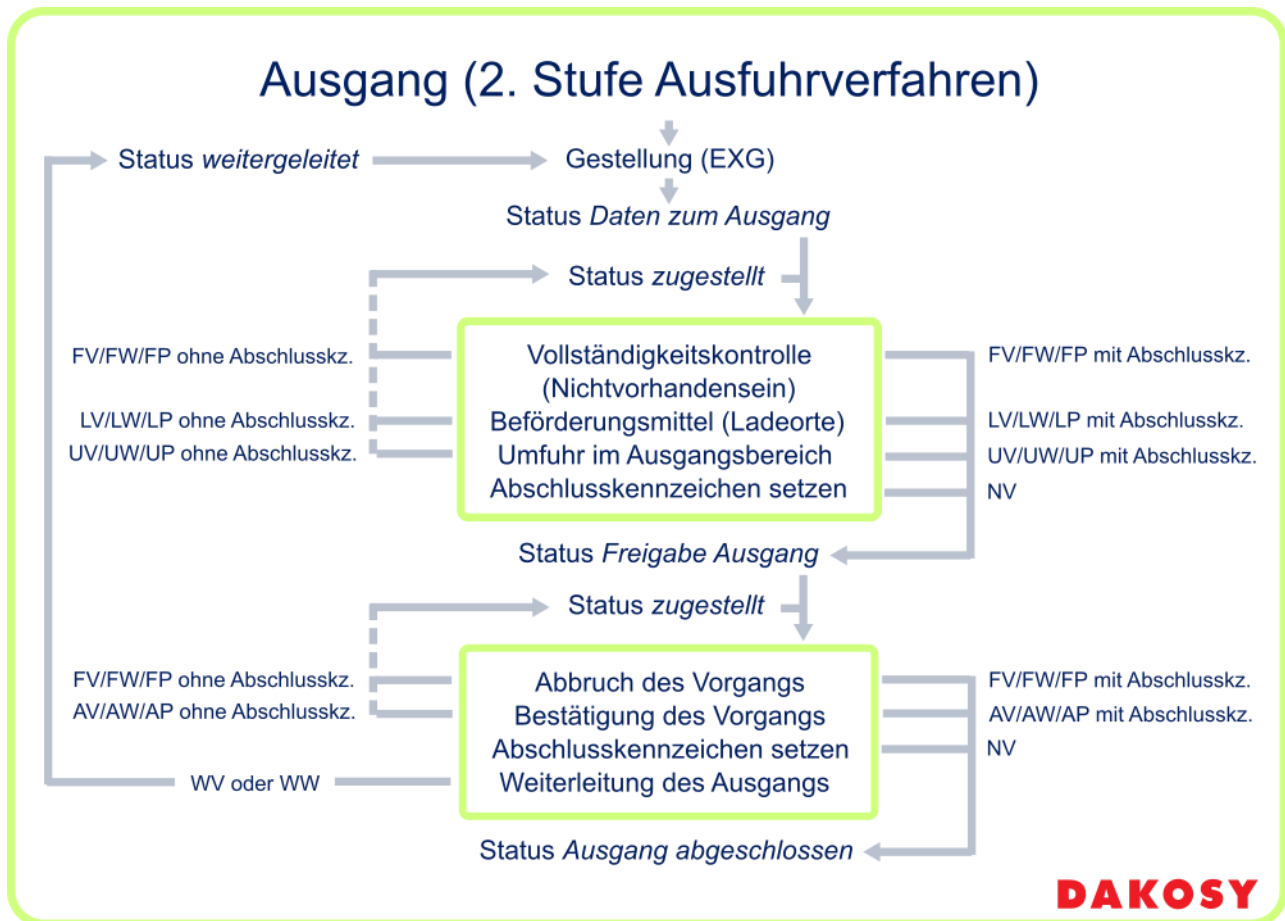 Ausgang (2. Stufe Ausfuhrverfahren)
Status weitergeleitet
Gestellung (EXG)
Status Daten zum Ausgang
Status zugestellt
FV/FW/FP ohne Abschlusskz.
LV/LW/LP ohne Abschlusskz.
UV/UW/UP ohne Abschlusskz.
Vollständigkeitskontrolle
(Nichtvorhandensein)
Beförderungsmittel (Ladeorte)
Umfuhr im Ausgangsbereich
Abschlusskennzeichen setzen
FV/FW/FP mit Abschlusskz.
LV/LW/LP mit Abschlusskz.
UV/UW/UP mit Abschlusskz.
NV
Status Freigabe Ausgang
Status zugestellt
FV/FW/FP ohne Abschlusskz.
AV/AW/AP ohne Abschlusskz.
WV oder WW
Abbruch des Vorgangs
Bestätigung des Vorgangs
Abschlusskennzeichen setzen
Weiterleitung des Ausgangs
FV/FW/FP mit Abschlusskz.
AV/AW/AP mit Abschlusskz.
NV
Status Ausgang abgeschlossen
DAKOSY